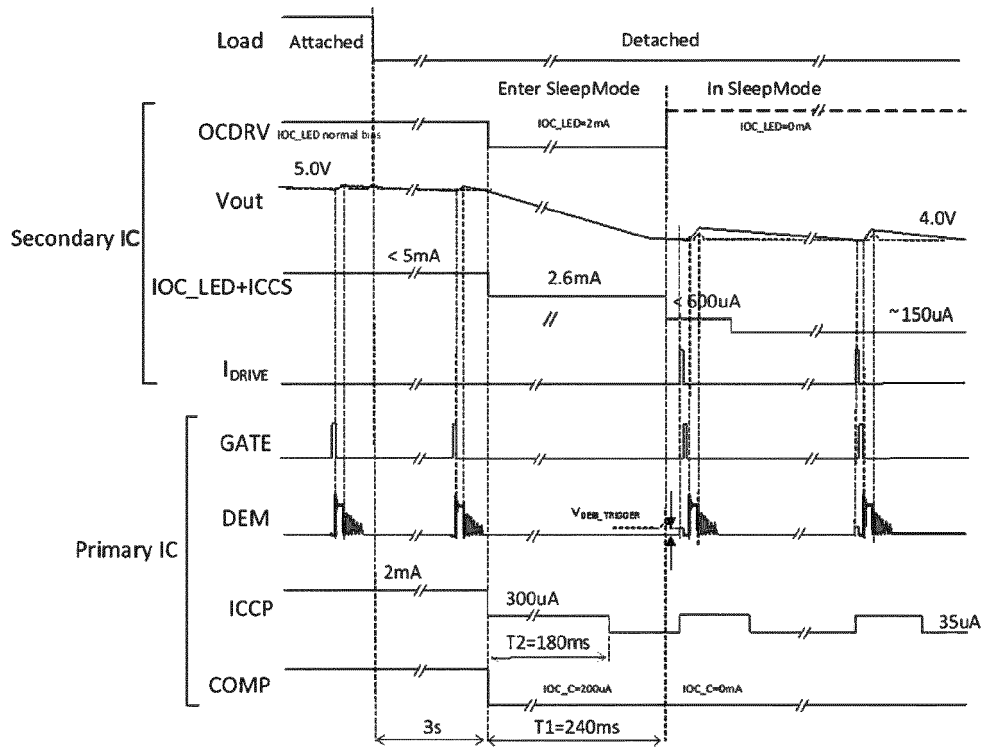 Load
Attached
Detached
Enter SleepMode
In SleepMode
Secondary IC
OCDRV
IOC_LED normal bias
IOC_LED=2mA
IOC_LED=0mA
5.0V
Vout
4.0V
< 5mA
IOC_LED+ICCS
2.6mA
< 600uA
~150uA
IDRIVE
Primary IC
GATE
DEM
VDEM_TRIGGER
2mA
ICCP
300uA
35uA
T2=180ms
COMP
IOC_C=200uA
IOC_C=0mA
3s
T1=240ms